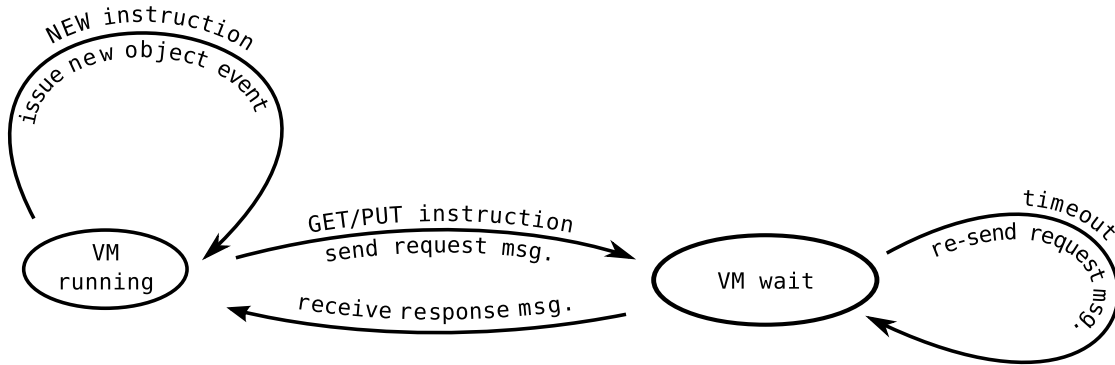 NEW instruction
issue new object event
VM
running
GET/PUT instruction
send request msg.
receive response msg.
VM wait
timeout
re-send request msg.